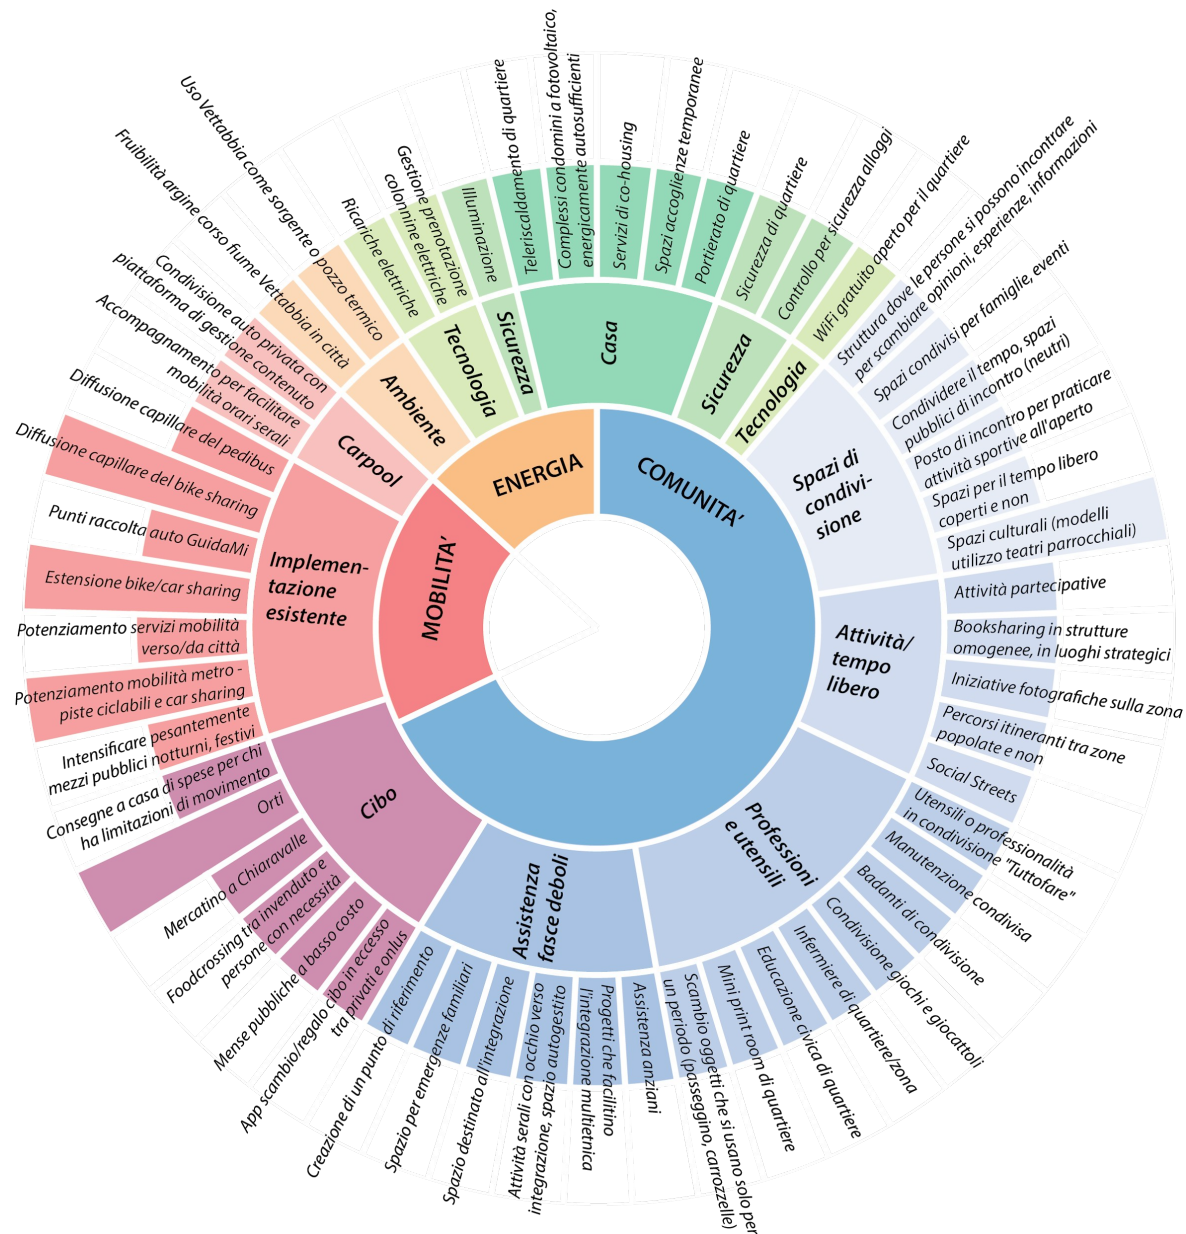 COMUNITA'
ENERGIA
MOBILITA'
Casa
Sicurezza
Tecnologia
Spazi di
condivi-
sione
Attività/
tempo
libero
Professioni
e utensili
Assistenza
fasce deboli
Cibo
Implemen-
tazione
esistente
Carpool
Ambiente
Tecnologia
Sicurezza
Servizi di co-housing
Spazi accoglienze temporanee
Portierato di quartiere
Sicurezza di quartiere
Controllo per sicurezza alloggi
WiFi gratuito aperto per il quartiere
Struttura dove le persone si possono incontrare
per scambiare opinioni, esperienze, informazioni
Spazi condivisi per famiglie, eventi
Condividere il tempo, spazi
pubblici di incontro (neutri)
Posto di incontro per praticare
attività sportive all'aperto
Spazi per il tempo libero
coperti e non
Spazi culturali (modelli
utilizzo teatri parrocchiali)
Attività partecipative
Booksharing in strutture
omogenee, in luoghi strategici
Iniziative fotografiche sulla zona
Percorsi itineranti tra zone
popolate e non
Social Streets
Utensili o professionalità
in condivisione "Tuttofare"
Manutenzione condivisa
Badanti di condivisione
Condivisione giochi e giocattoli
Infermiere di quartiere/zona
Educazione civica di quartiere
Mini print room di quartiere
Scambio oggetti che si usano solo per
un periodo (passeggino, carrozzelle)
Assistenza anziani
Progetti che facilitino
l'integrazione multietnica
Attività serali con occhio verso
integrazione, spazio autogestito
Spazio destinato all'integrazione
Spazio per emergenze familiari
Creazione di un punto di riferimento
App scambio/regalo cibo in eccesso
tra privati e onlus
Mense pubbliche a basso costo
Foodcrossing tra invenduto e
persone con necessità
Mercatino a Chiaravalle
Orti
Consegne a casa di spese per chi
ha limitazioni di movimento
Intensificare pesantemente
mezzi pubblici notturni, festivi
Potenziamento mobilità metro -
piste ciclabili e car sharing
Potenziamento servizi mobilità
verso/da città
Estensione bike/car sharing
Punti raccolta auto GuidaMi
Diffusione capillare del bike sharing
Diffusione capillare del pedibus
Accompagnamento per facilitare
mobilità orari serali
Condivisione auto privata con
piattaforma di gestione contenuto
Fruibilità argine corso fiume Vettabbia in città
Uso Vettabbia come sorgente o pozzo termico
Ricariche elettriche
Gestione prenotazione
colonnine elettriche
Illuminazione
Teleriscaldamento di quartiere
Complessi condomini a fotovoltaico,
energicamente autosufficienti